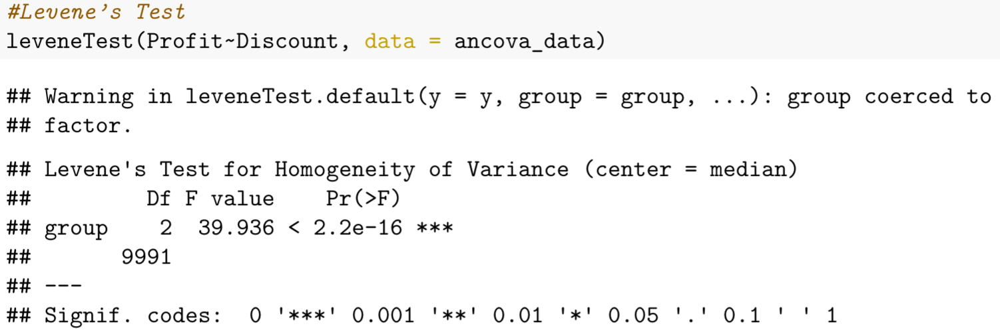 #Levene’s Test
leveneTest(Profit~Discount, data = ancova_data)
## Warning in leveneTest.default(y = y, group = group, ...): group coerced to
## factor.
## Levene's Test for Homogeneity of Variance (center = median)
##         Df F value    Pr(>F)
## group    2  39.936 < 2.2e-16 ***
##       9991
## ---
## Signif. codes:  0 '***' 0.001 '**' 0.01 '*' 0.05 '.' 0.1 ' ' 1